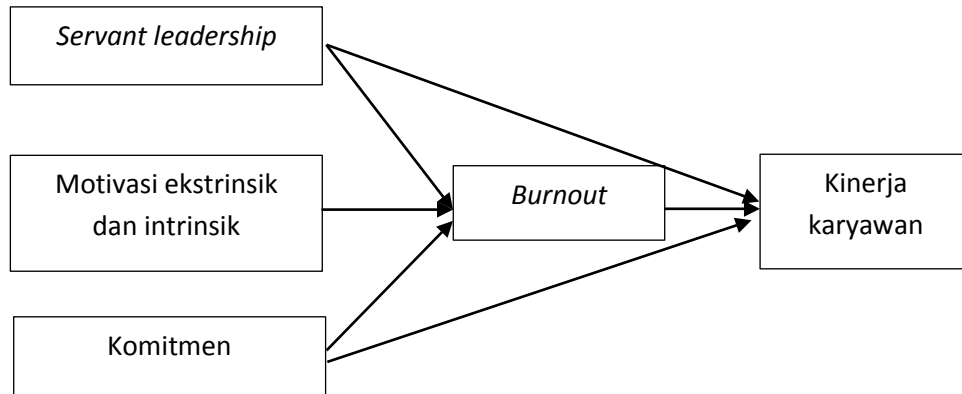 Servant leadership
Motivasi ekstrinsik
dan intrinsik
Burnout
Kinerja
karyawan
Komitmen